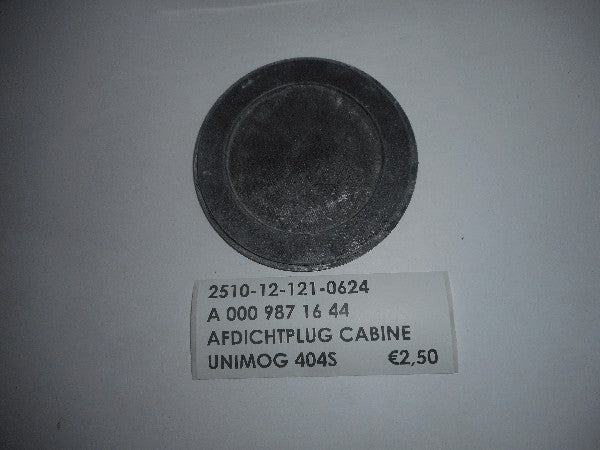 2510-12-121-0624
A 000 987 16 44
AFDICHTPLUG CABINE
UNIMOG 404S €2,50